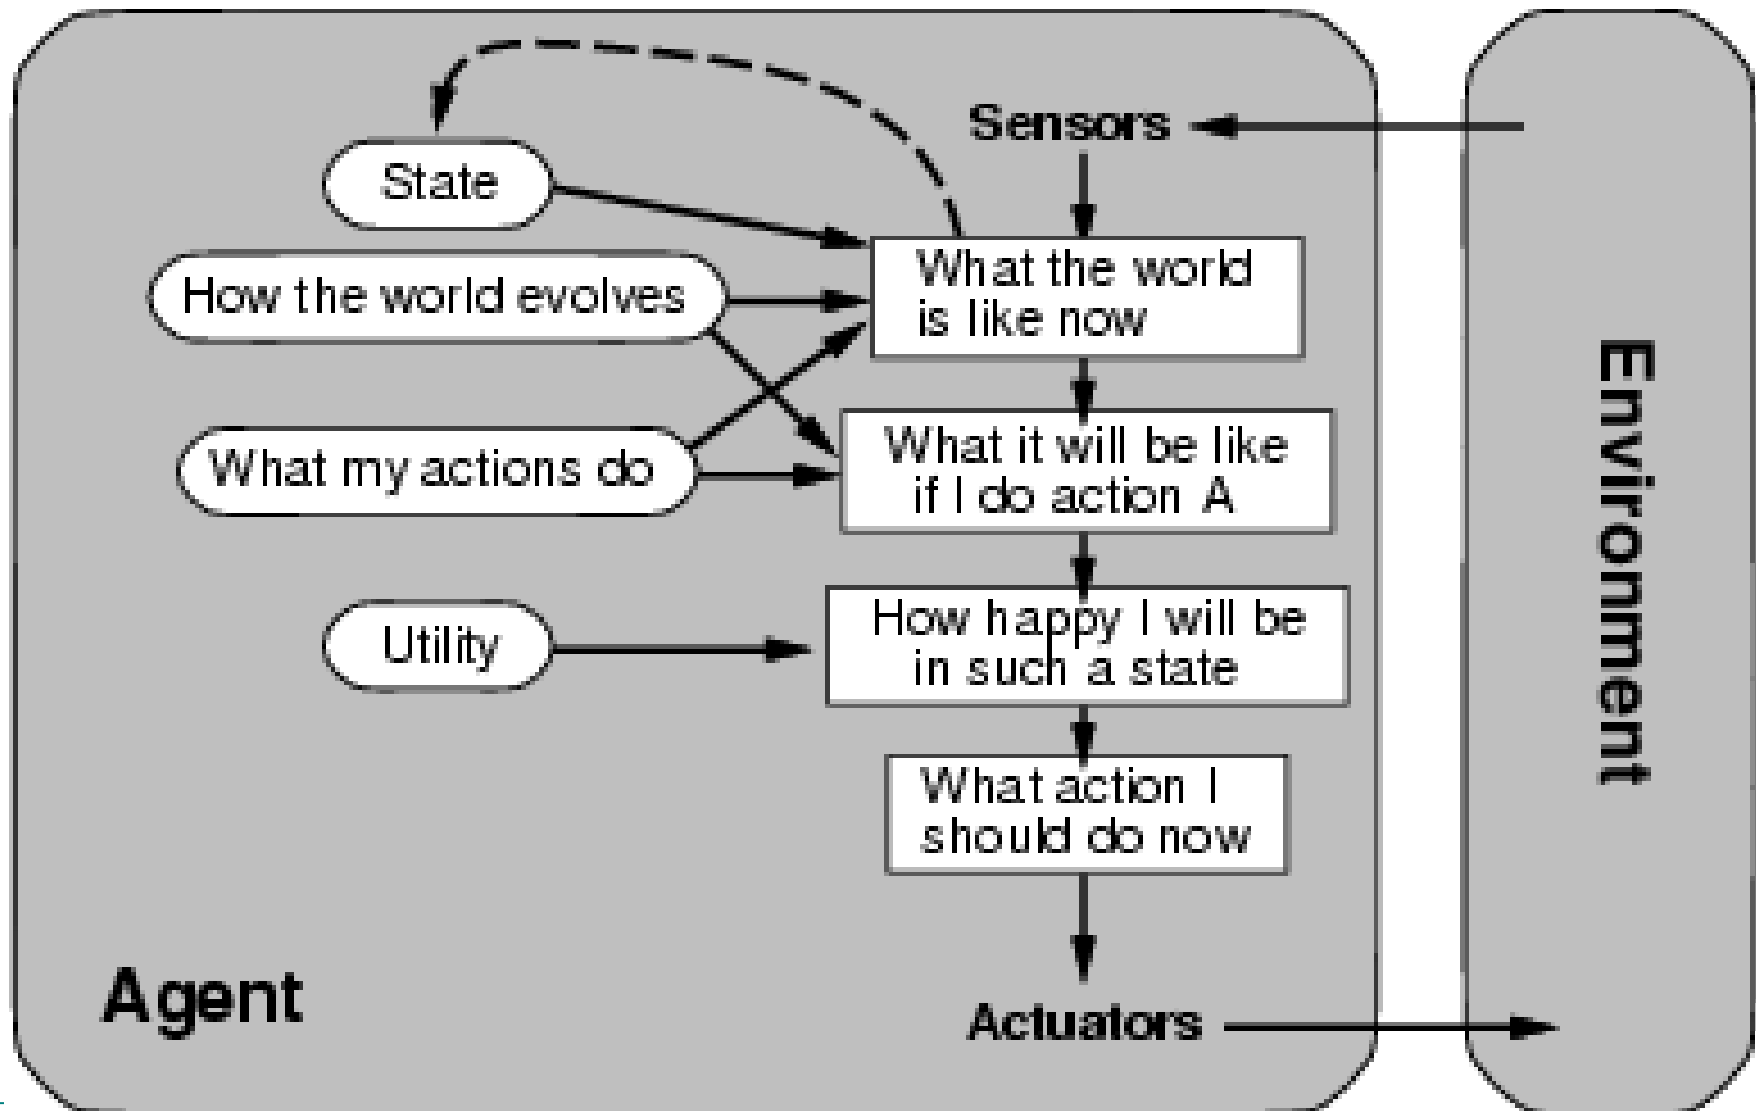 Sensors
State
What the world
is like now
How the world evolves
What my actions do
What it will be like
if I do action A
Utility
How happy I will be
in such a state
What action I
should do now
Agent
Actuators
Environment